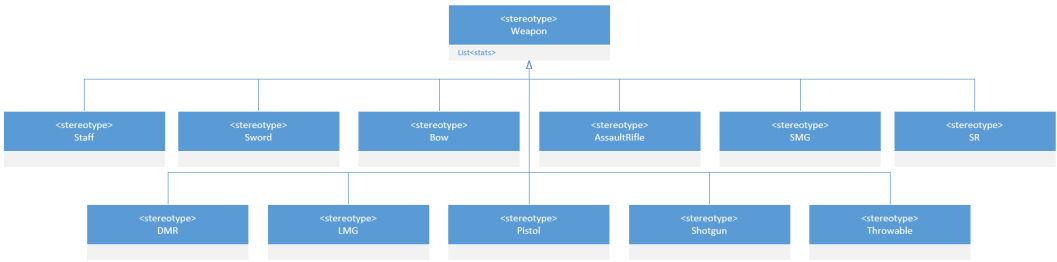 <stereotype>
Weapon
List<stats>
<stereotype>
Staff
<stereotype>
Sword
<stereotype>
Bow
<stereotype>
AssaultRifle
<stereotype>
SMG
<stereotype>
SR
<stereotype>
DMR
<stereotype>
LMG
<stereotype>
Pistol
<stereotype>
Shotgun
<stereotype>
Throwable